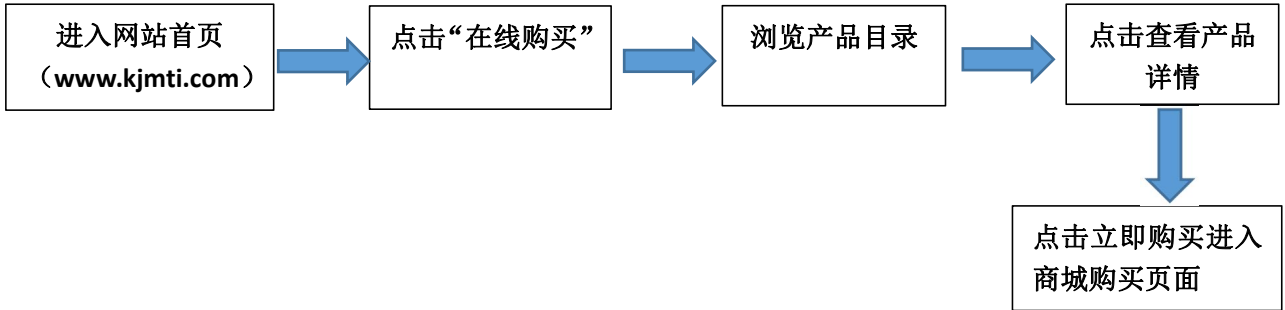 进入网站首页
（www.kjmti.com）
点击“在线购买”
浏览产品目录
点击查看产品
详情
点击立即购买进入
商城购买页面